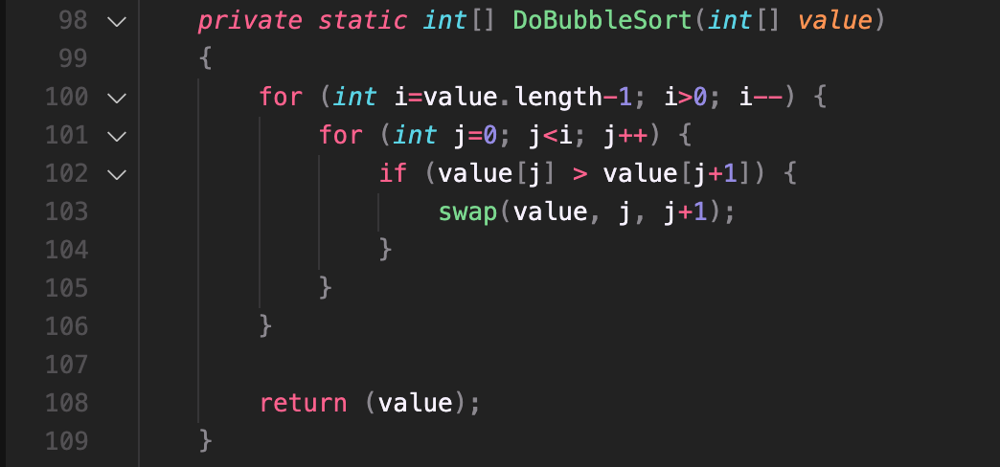 98 private static int[] DoBubbleSort(int[] value)
99 {
100 for (int i=value.length-1; i>0; i--) {
101 for (int j=0; j<i; j++) {
102 if (value[j] > value[j+1]) {
103 swap(value, j, j+1);
104 }
105 }
106 }
107
108 return (value);
109 }